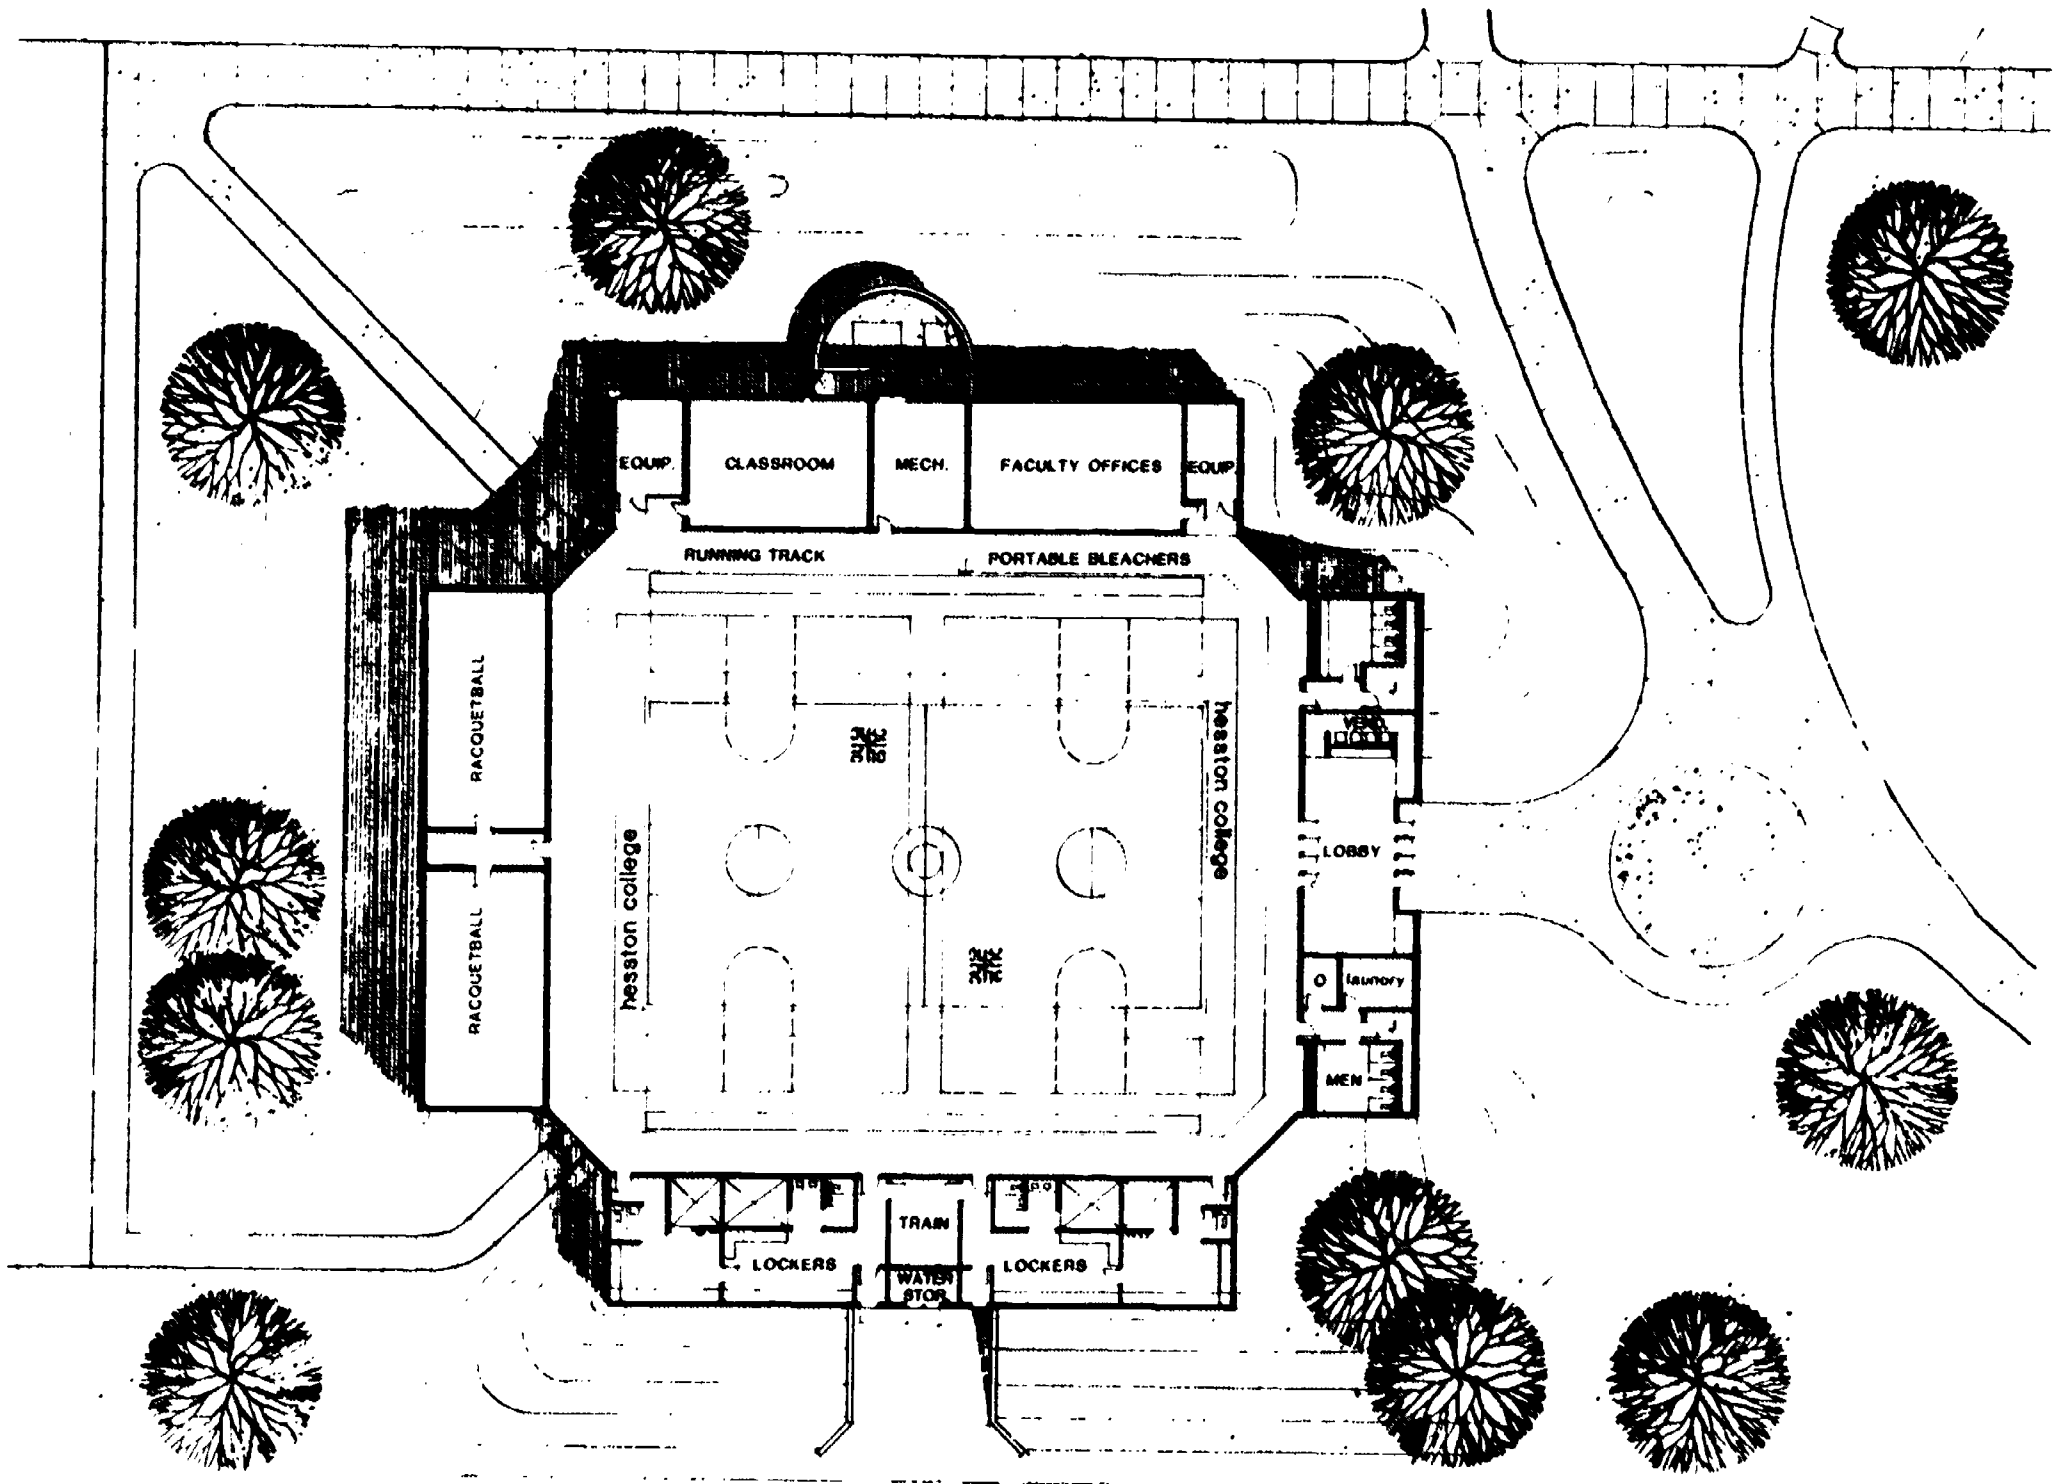 EQUIP.
CLASSROOM
MECH.
FACULTY OFFICES
EQUIP.
RUNNING TRACK
PORTABLE BLEACHERS
RACQUETBALL
hesston college
VEND.
LOBBY
RACQUETBALL
hesston college
laundry
MEN
TRAIN
LOCKERS
LOCKERS
WATER
STOR